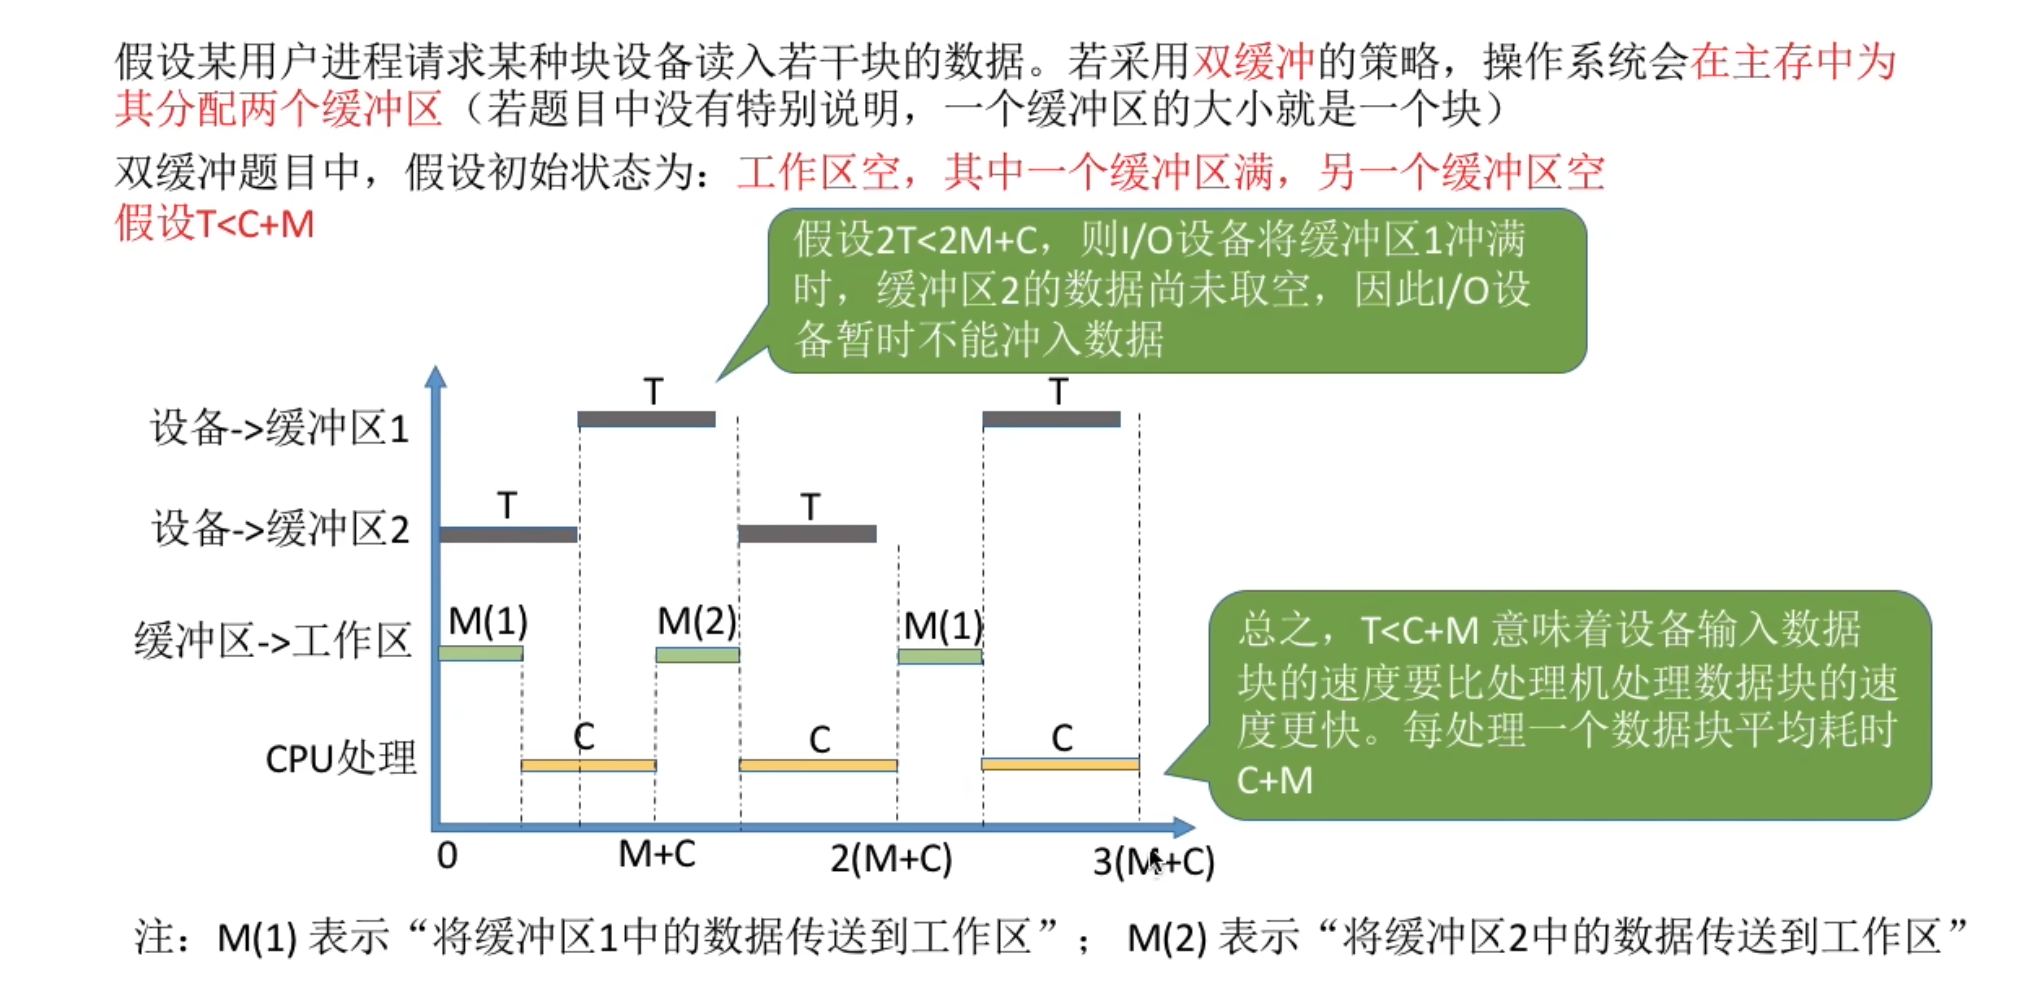 假设某用户进程请求某种块设备读入若干块的数据。若采用双缓冲的策略，操作系统会在主存中为
其分配两个缓冲区（若题目中没有特别说明，一个缓冲区的大小就是一个块）
双缓冲题目中，假设初始状态为：工作区空，其中一个缓冲区满，另一个缓冲区空
假设T<C+M
假设2T<2M+C，则I/O设备将缓冲区1冲满
时，缓冲区2的数据尚未取空，因此I/O设
备暂时不能冲入数据
T
T
设备->缓冲区1
T
T
设备->缓冲区2
M(1)
M(2)
M(1)
缓冲区->工作区
总之，T<C+M 意味着设备输入数据
块的速度要比处理机处理数据块的速
度更快。每处理一个数据块平均耗时
C+M
C
C
C
CPU处理
0
M+C
2(M+C)
3(M+C)
注：M(1) 表示“将缓冲区1中的数据传送到工作区”； M(2) 表示“将缓冲区2中的数据传送到工作区”